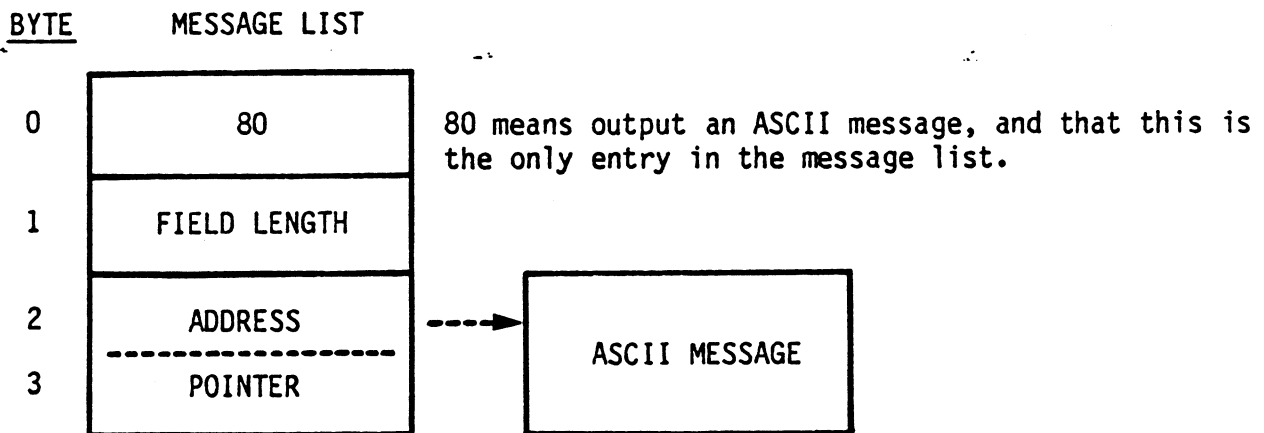 BYTE MESSAGE LIST
0 80 80 means output an ASCII message, and that this is
the only entry in the message list.
1 FIELD LENGTH
2 ADDRESS
ASCII MESSAGE
3 POINTER